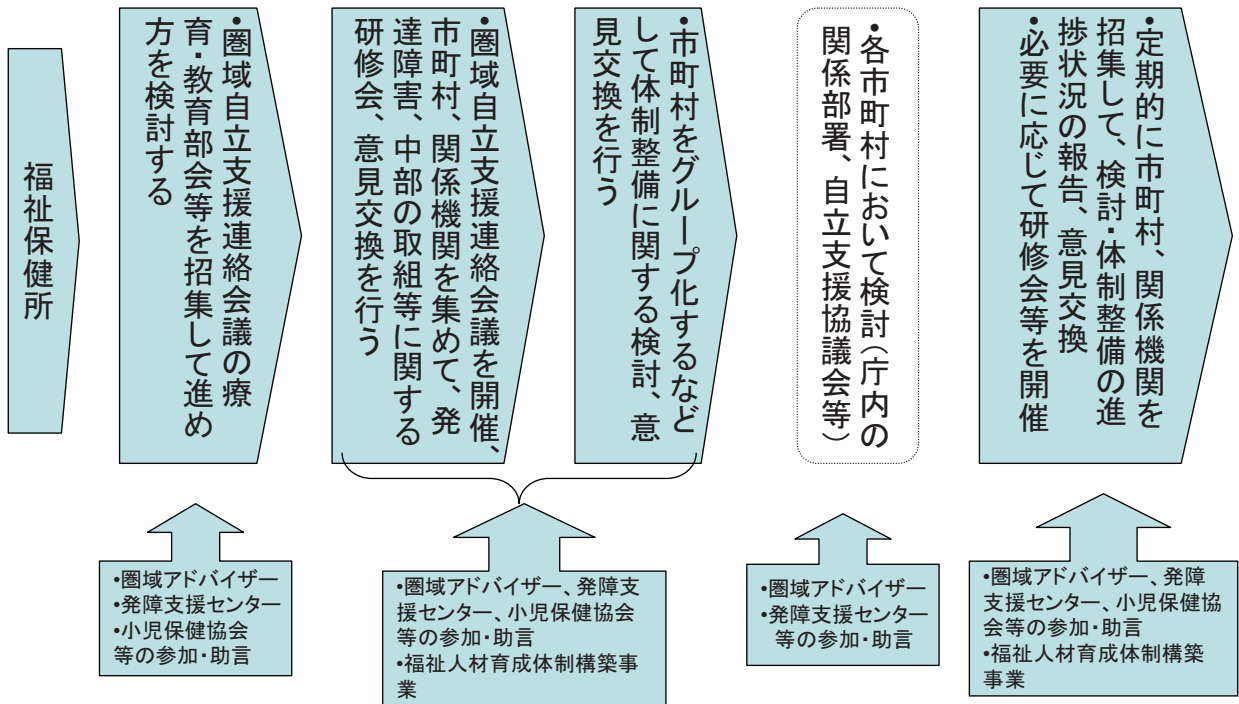 福祉保健所
・圏域自立支援連絡会議の療
育・教育部会等を招集して進め
方を検討する
・圏域自立支援連絡会議を開催、
市町村、関係機関を集めて、発
達障害、中部の取組等に関する
研修会、意見交換を行う
・市町村をグループ化するなど
して体制整備に関する検討、意
見交換を行う
・各市町村において検討（庁内の
関係部署、自立支援協議会等）
・定期的に市町村、関係機関を
招集して、検討・体制整備の進
捗状況の報告、意見交換
・必要に応じて研修会等を開催
•圏域アドバイザー
•発障支援センター
•小児保健協会
等の参加・助言
•圏域アドバイザー、発障支
援センター、小児保健協会
等の参加・助言
•福祉人材育成体制構築事
業
•圏域アドバイザー
•発障支援センター
等の参加・助言
•圏域アドバイザー、発障
支援センター、小児保健協
会等の参加・助言
•福祉人材育成体制構築
事業